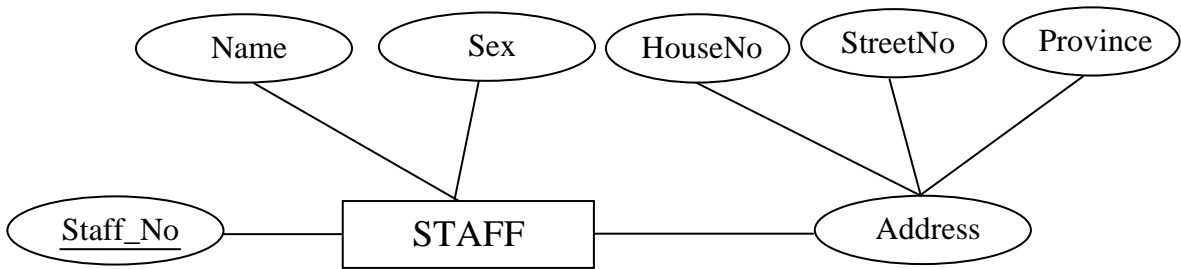 Name
Sex
HouseNo
StreetNo
Province
Staff_No
STAFF
Address